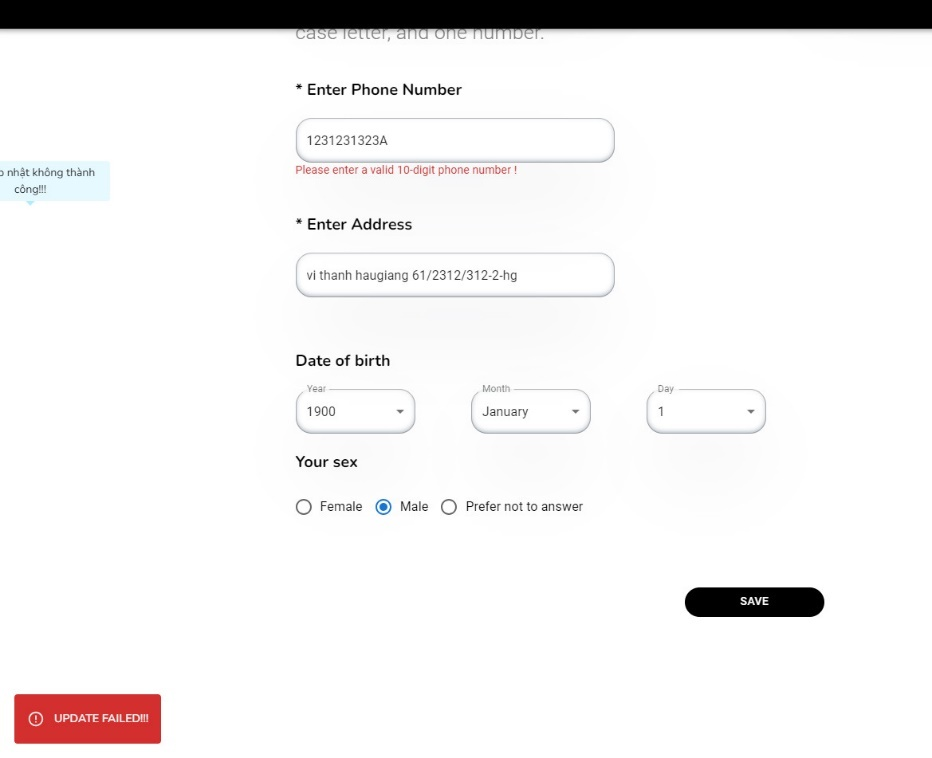 case letter, and one number.
* Enter Phone Number
1231231323A
Please enter a valid 10-digit phone number !
nhật không thành
công!!!
* Enter Address
vi thanh haugiang 61/2312/312-2-hg
Date of birth
Year
Month
Day
1900
January
1
Your sex
Female
Male
Prefer not to answer
SAVE
UPDATE FAILED!!!